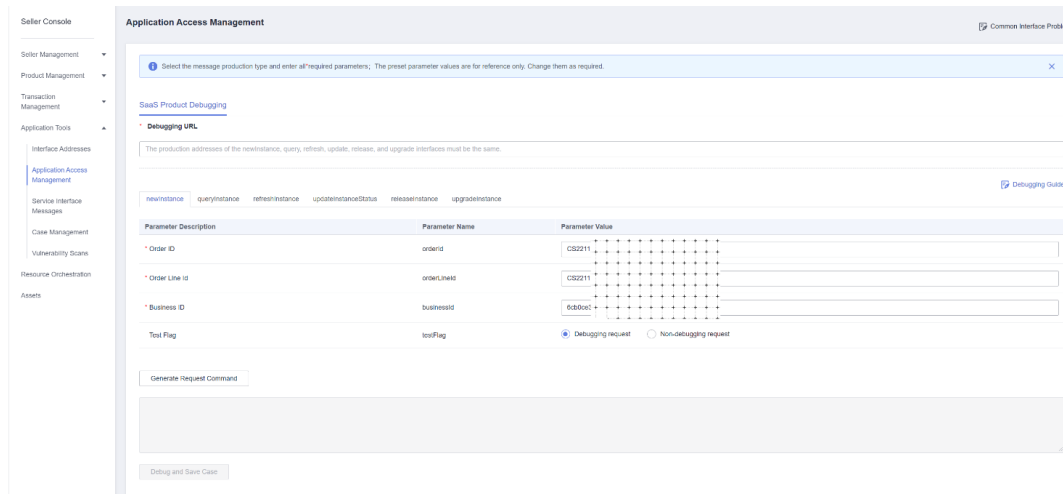 Seller Console
Application Access Management
Common Interface Probl
Seller Management
Product Management
Transaction
Management
Application Tools
Interface Addresses
Application Access
Management
Service Interface
Messages
Case Management
Vulnerability Scans
Resource Orchestration
Assets
Select the message production type and enter all*required parameters; The preset parameter values are for reference only. Change them as required.
SaaS Product Debugging
* Debugging URL
The production addresses of the newInstance, query, refresh, update, release, and upgrade interfaces must be the same.
Debugging Guide
newInstance queryInstance refreshInstance updateInstanceStatus releaseInstance upgradeInstance
Parameter Description Parameter Name Parameter Value
* Order ID orderId CS2211
* Order Line Id orderLineId CS2211
* Business ID businessId 6cb0ce3
Test Flag testFlag Debugging request Non-debugging request
Generate Request Command
Debug and Save Case